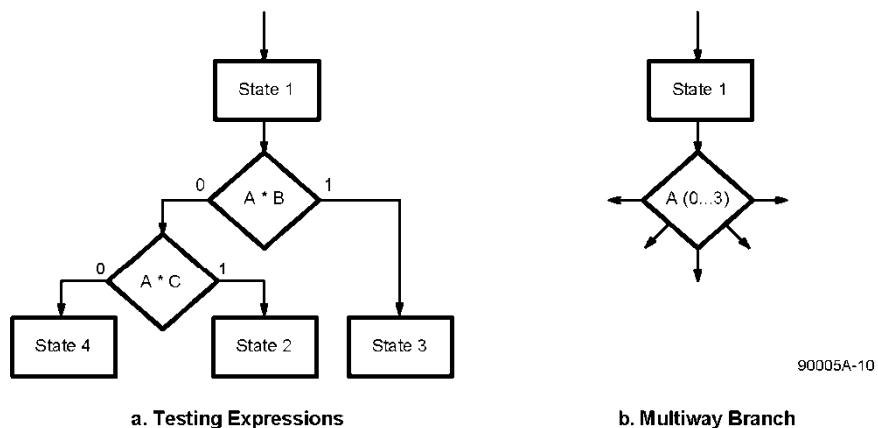 State 1
0
A * B
1
0
A * C
1
State 4
State 2
State 3
a. Testing Expressions
State 1
A (0...3)
90005A-10
b. Multiway Branch